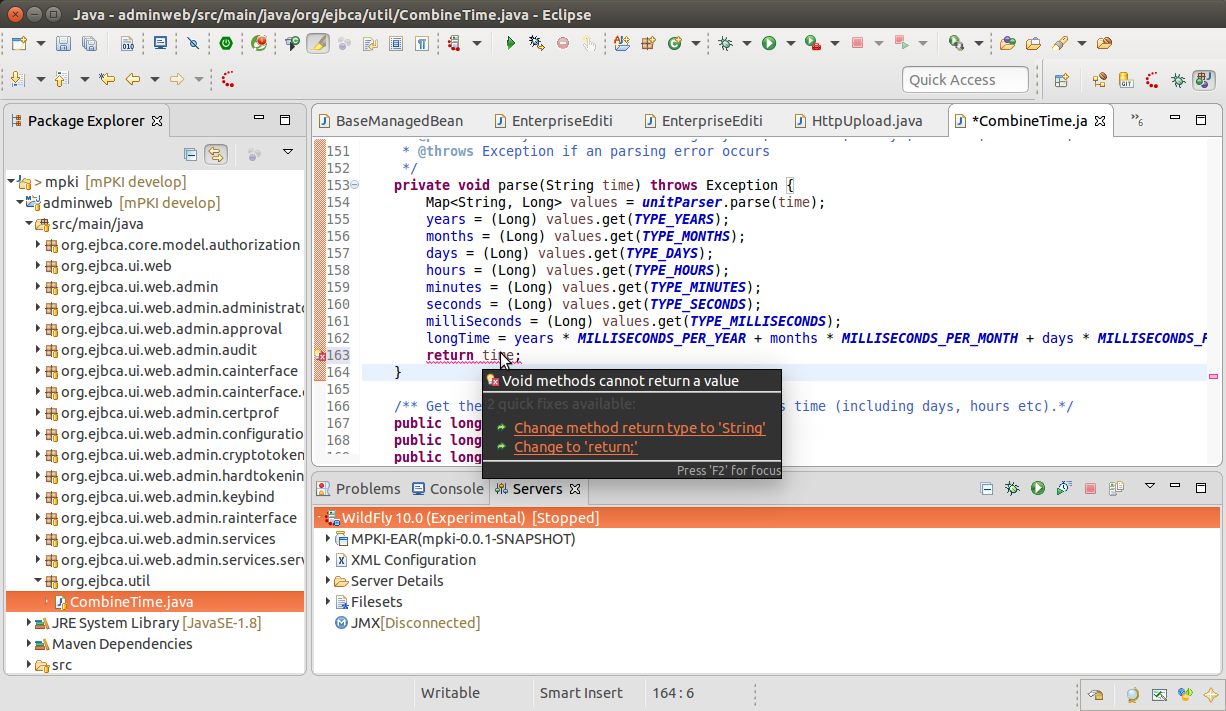 Java - adminweb/src/main/java/org/ejbca/util/CombineTime.java - Eclipse
Quick Access
Package Explorer
mpki [mPKI develop]
adminweb [mPKI develop]
src/main/java
org.ejbca.core.model.authorization
org.ejbca.ui.web
org.ejbca.ui.web.admin
org.ejbca.ui.web.admin.administrato
org.ejbca.ui.web.admin.approval
org.ejbca.ui.web.admin.audit
org.ejbca.ui.web.admin.cainterface
org.ejbca.ui.web.admin.cainterface.
org.ejbca.ui.web.admin.certprof
org.ejbca.ui.web.admin.configuratio
org.ejbca.ui.web.admin.cryptotoken
org.ejbca.ui.web.admin.hardtokenin
org.ejbca.ui.web.admin.keybind
org.ejbca.ui.web.admin.rainterface
org.ejbca.ui.web.admin.services
org.ejbca.ui.web.admin.services.serv
org.ejbca.util
CombineTime.java
JRE System Library [JavaSE-1.8]
Maven Dependencies
src
BaseManagedBean
EnterpriseEditi
EnterpriseEditi
HttpUpload.java
*CombineTime.ja
»6
151 * @throws Exception if an parsing error occurs
152 */
153 private void parse(String time) throws Exception {
154 Map<String, Long> values = unitParser.parse(time);
155 years = (Long) values.get(TYPE_YEARS);
156 months = (Long) values.get(TYPE_MONTHS);
157 days = (Long) values.get(TYPE_DAYS);
158 hours = (Long) values.get(TYPE_HOURS);
159 minutes = (Long) values.get(TYPE_MINUTES);
160 seconds = (Long) values.get(TYPE_SECONDS);
161 milliSeconds = (Long) values.get(TYPE_MILLISECONDS);
162 longTime = years * MILLISECONDS_PER_YEAR + months * MILLISECONDS_PER_MONTH + days * MILLISECONDS_P
163 return time;
164 }
165
166 /** Get the s time (including days, hours etc).*/
167 public long
168 public long
169 public long
Void methods cannot return a value
2 quick fixes available:
Change method return type to 'String'
Change to 'return;'
Press 'F2' for focus
Problems
Console
Servers
WildFly 10.0 (Experimental) [Stopped]
MPKI-EAR(mpki-0.0.1-SNAPSHOT)
XML Configuration
Server Details
Filesets
JMX[Disconnected]
Writable
Smart Insert
164 : 6